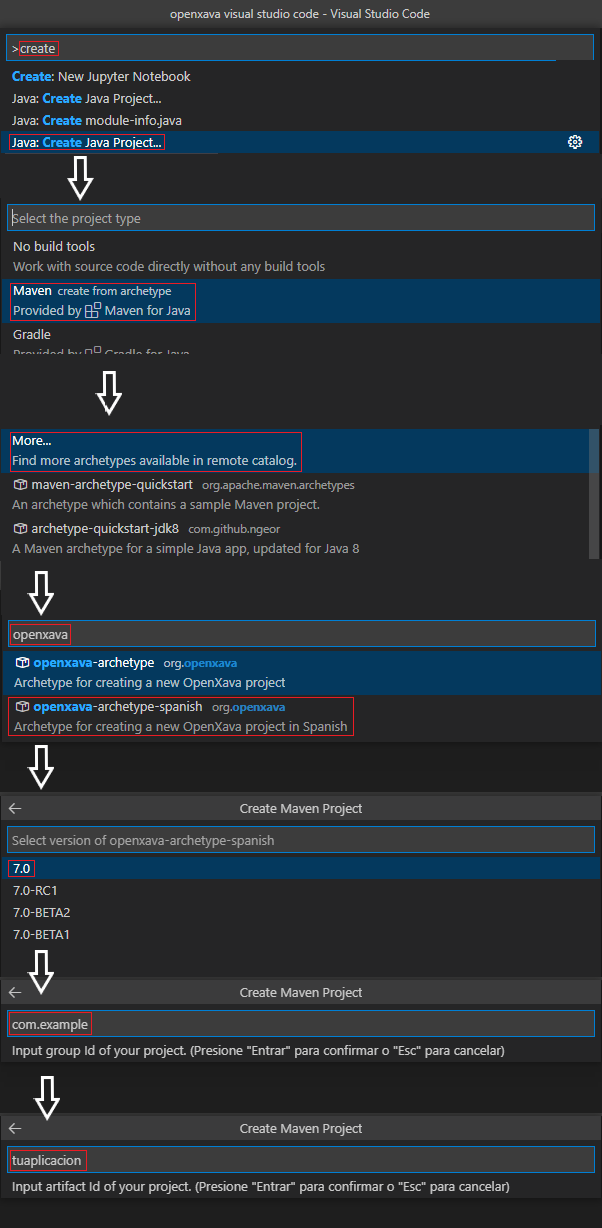 openxava visual studio code - Visual Studio Code
>create
Create: New Jupyter Notebook
Java: Create Java Project...
Java: Create module-info.java
Java: Create Java Project...
Select the project type
No build tools
Work with source code directly without any build tools
Maven create from archetype
Provided by Maven for Java
Gradle
Provided by Gradle for Java
More...
Find more archetypes available in remote catalog.
maven-archetype-quickstart org.apache.maven.archetypes
An archetype which contains a sample Maven project.
archetype-quickstart-jdk8 com.github.ngeor
A Maven archetype for a simple Java app, updated for Java 8
openxava
openxava-archetype org.openxava
Archetype for creating a new OpenXava project
openxava-archetype-spanish org.openxava
Archetype for creating a new OpenXava project in Spanish
Create Maven Project
Select version of openxava-archetype-spanish
7.0
7.0-RC1
7.0-BETA2
7.0-BETA1
Create Maven Project
com.example
Input group Id of your project. (Presione "Entrar" para confirmar o "Esc" para cancelar)
Create Maven Project
tuaplicacion
Input artifact Id of your project. (Presione "Entrar" para confirmar o "Esc" para cancelar)